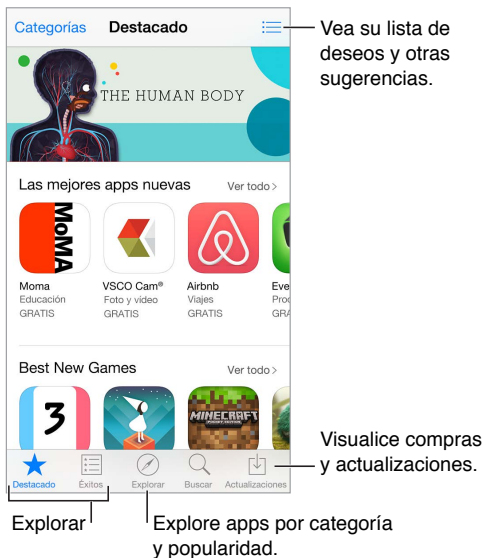 Categorías Destacado
Vea su lista de
deseos y otras
sugerencias.
THE HUMAN BODY
Las mejores apps nuevas Ver todo >
MoMA
Moma VSCO Cam® Airbnb Eve
Educación Foto y vídeo Viajes Proc
GRATIS GRATIS GRATIS GRA
Best New Games Ver todo >
3
MINECRAFT
POCKET EDITION
Destacado Éxitos Explorar Buscar Actualizaciones
Visualice compras
y actualizaciones.
Explorar
Explore apps por categoría
y popularidad.